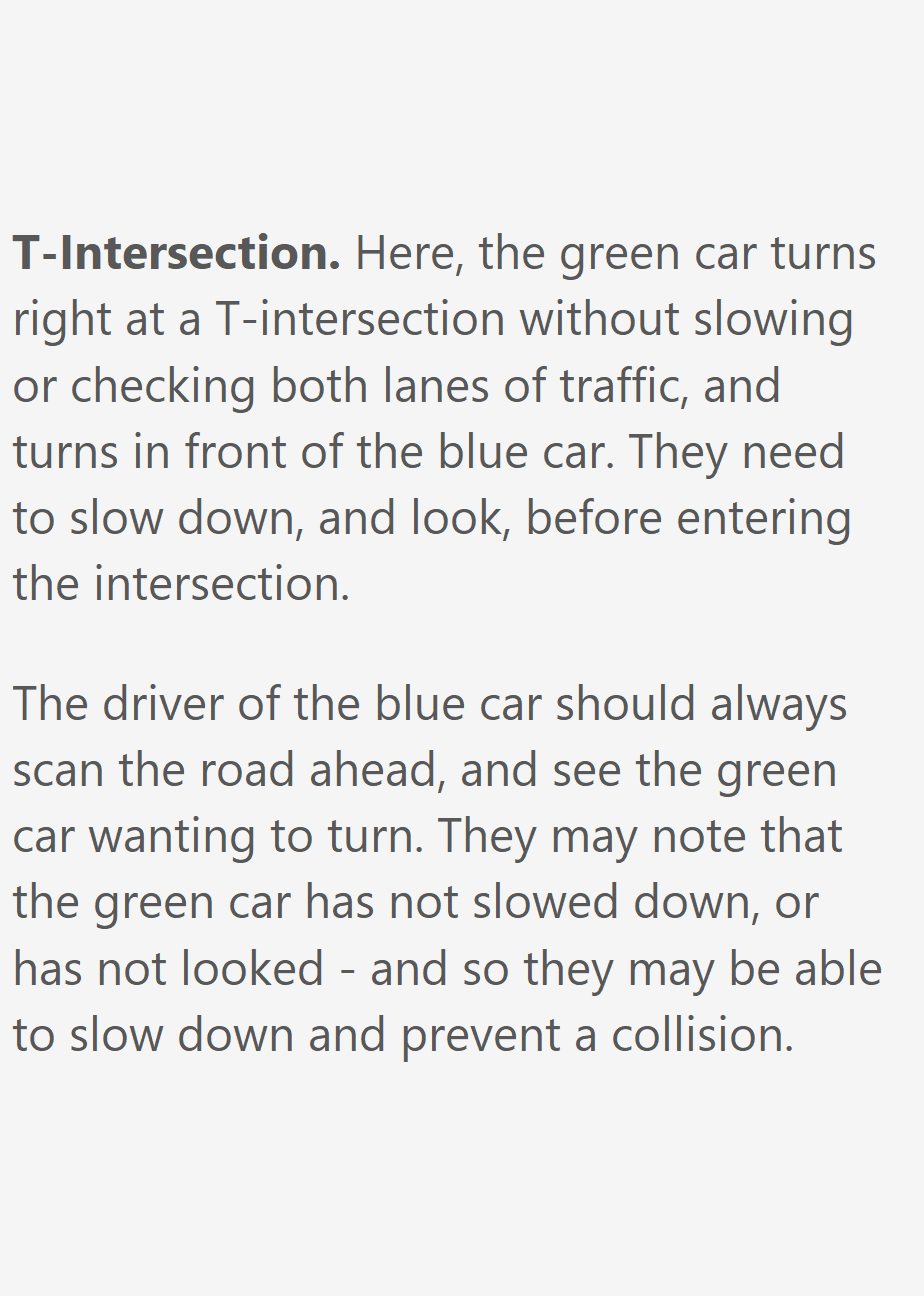 T-Intersection. Here, the green car turns
right at a T-intersection without slowing
or checking both lanes of traffic, and
turns in front of the blue car. They need
to slow down, and look, before entering
the intersection.
The driver of the blue car should always
scan the road ahead, and see the green
car wanting to turn. They may note that
the green car has not slowed down, or
has not looked - and so they may be able
to slow down and prevent a collision.